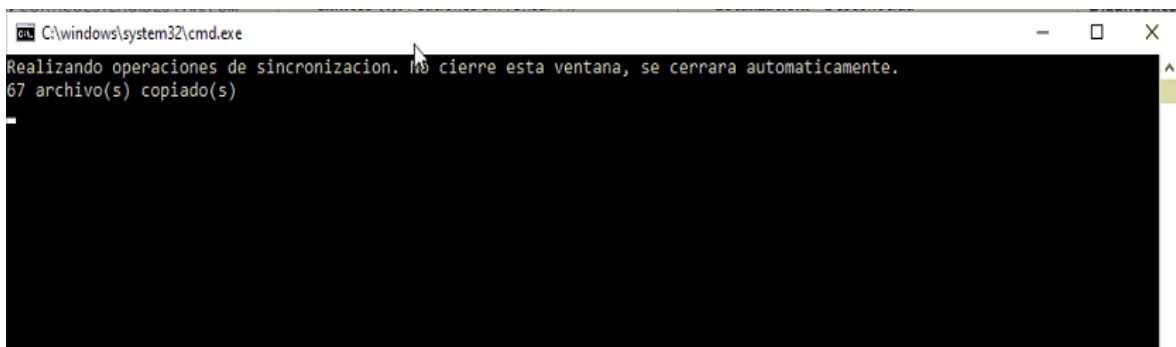 C:\windows\system32\cmd.exe
Realizando operaciones de sincronizacion. No cierre esta ventana, se cerrara automaticamente.
67 archivo(s) copiado(s)